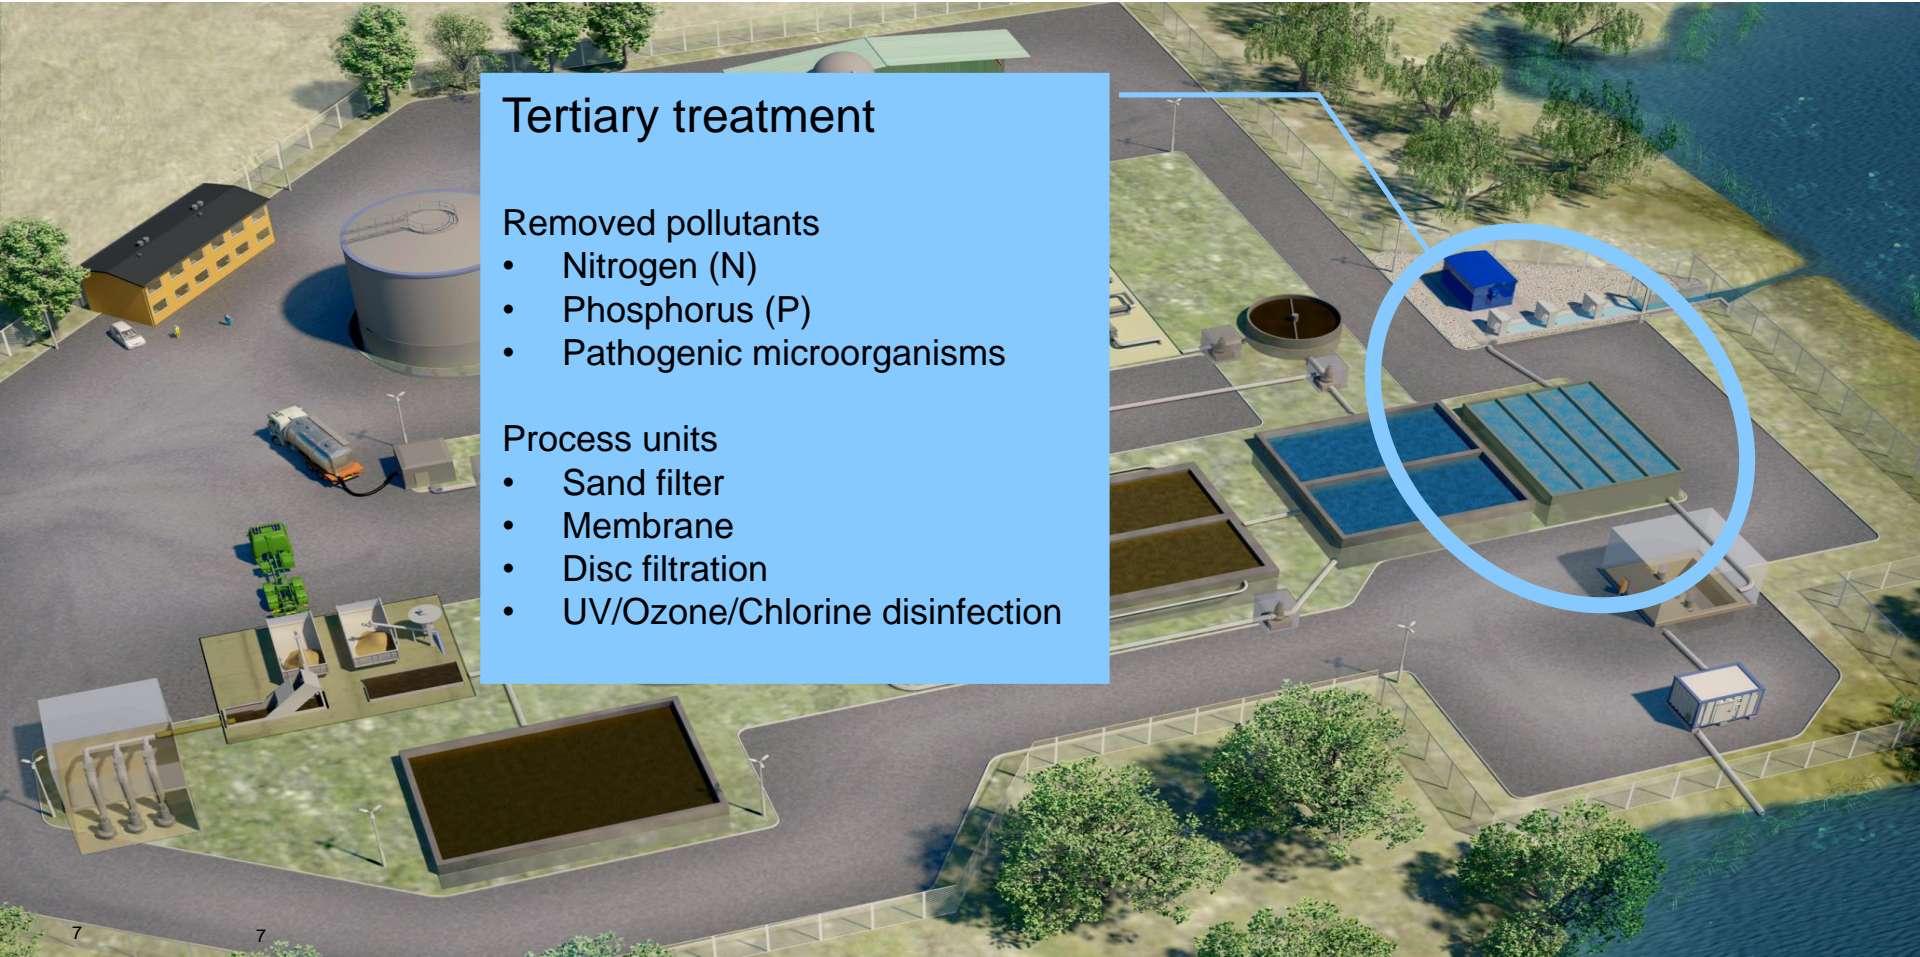 Tertiary treatment
Removed pollutants
• Nitrogen (N)
• Phosphorus (P)
• Pathogenic microorganisms
Process units
• Sand filter
• Membrane
• Disc filtration
• UV/Ozone/Chlorine disinfection
7 7